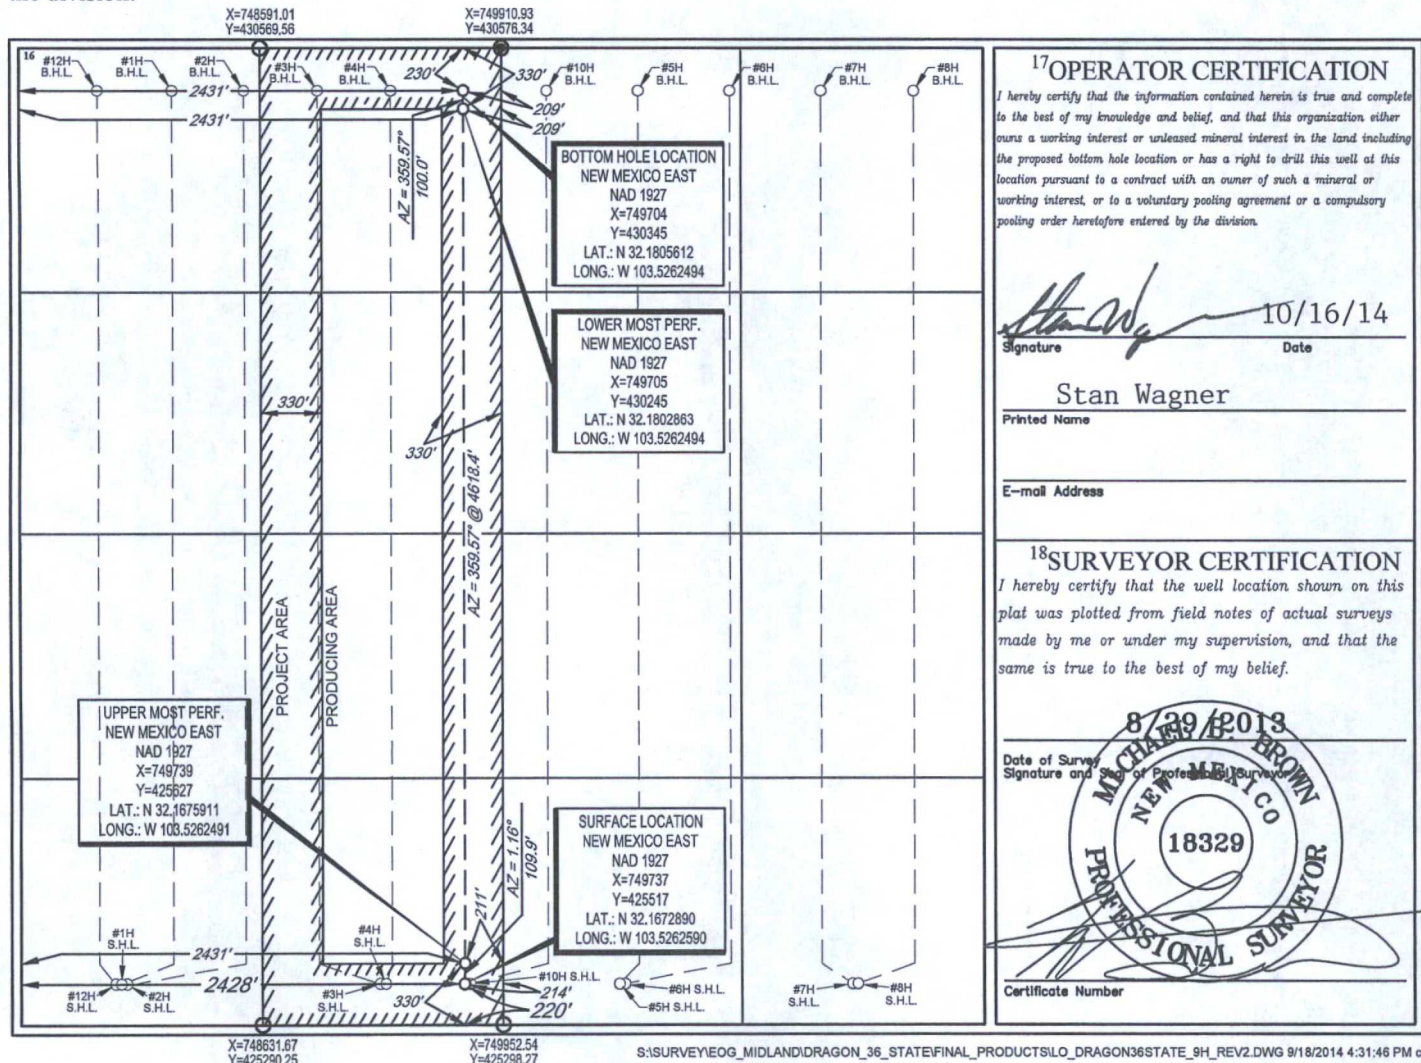 X=748591.01
Y=430569.56
X=749910.93
Y=430576.34
16
#12H
B.H.L.
#1H
B.H.L.
#2H
B.H.L.
#3H
B.H.L.
#4H
B.H.L.
230'
330'
#10H
B.H.L.
#5H
B.H.L.
#6H
B.H.L.
#7H
B.H.L.
#8H
B.H.L.
2431'
2431'
209'
209'
AZ = 359.57°
100.0'
BOTTOM HOLE LOCATION
NEW MEXICO EAST
NAD 1927
X=749704
Y=430345
LAT.: N 32.1805612
LONG.: W 103.5262494
LOWER MOST PERF.
NEW MEXICO EAST
NAD 1927
X=749705
Y=430245
LAT.: N 32.1802863
LONG.: W 103.5262494
330'
330'
AZ = 359.57° @ 4618.4'
PROJECT AREA
PRODUCING AREA
UPPER MOST PERF.
NEW MEXICO EAST
NAD 1927
X=749739
Y=425627
LAT.: N 32.1675911
LONG.: W 103.5262491
SURFACE LOCATION
NEW MEXICO EAST
NAD 1927
X=749737
Y=425517
LAT.: N 32.1672890
LONG.: W 103.5262590
AZ = 1.16°
109.9'
211'
#1H
S.H.L.
#4H
S.H.L.
2431'
2428'
#12H
S.H.L.
#2H
S.H.L.
#3H
S.H.L.
330'
#10H S.H.L.
214'
220'
#6H S.H.L.
#5H S.H.L.
#7H
S.H.L.
#8H
S.H.L.
X=748631.67
Y=425290.25
X=749952.54
Y=425298.27
17 OPERATOR CERTIFICATION
I hereby certify that the information contained herein is true and complete
to the best of my knowledge and belief, and that this organization either
owns a working interest or unleased mineral interest in the land including
the proposed bottom hole location or has a right to drill this well at this
location pursuant to a contract with an owner of such a mineral or
working interest, or to a voluntary pooling agreement or a compulsory
pooling order heretofore entered by the division.
10/16/14
Signature Date
Stan Wagner
Printed Name
E-mail Address
18 SURVEYOR CERTIFICATION
I hereby certify that the well location shown on this
plat was plotted from field notes of actual surveys
made by me or under my supervision, and that the
same is true to the best of my belief.
8/29/2013
Date of Survey
Signature and Seal of Professional Surveyor
MICHAEL D. BROWN
NEW MEXICO
18329
PROFESSIONAL SURVEYOR
Certificate Number
S:\SURVEY\EOG_MIDLAND\DRAGON_36_STATE\FINAL_PRODUCTS\LO_DRAGON36STATE_9H_REV2.DWG 9/18/2014 4:31:46 PM